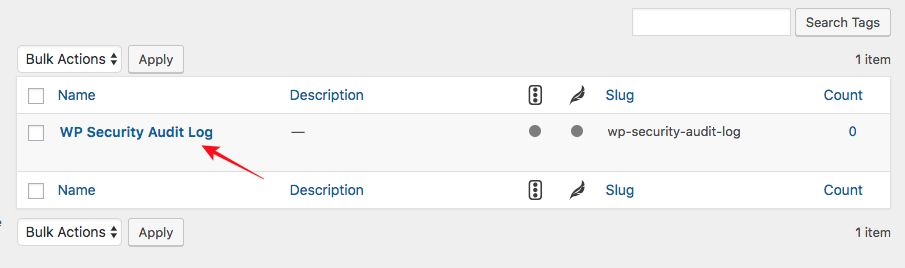 Search Tags
Bulk Actions Apply 1 item
Name Description Slug Count
WP Security Audit Log — wp-security-audit-log 0
Name Description Slug Count
Bulk Actions Apply 1 item